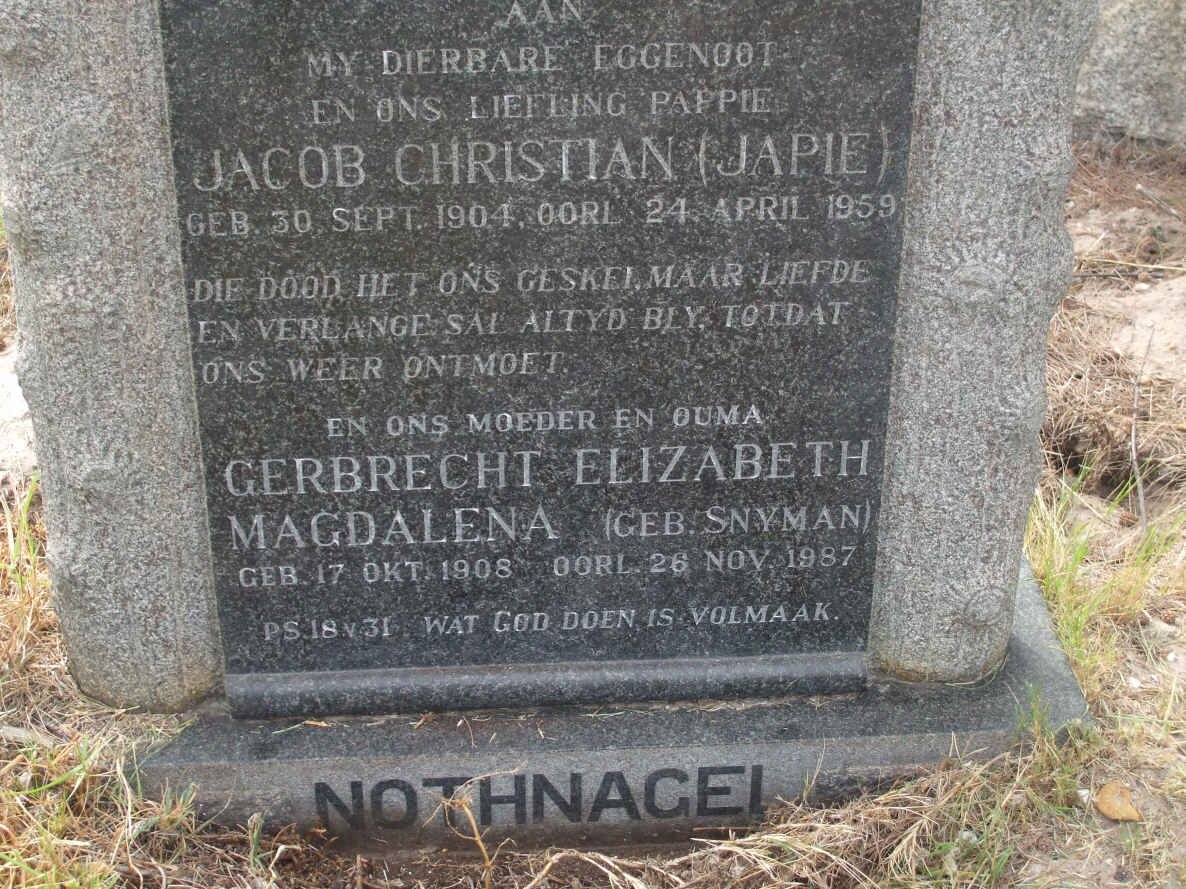 AAN
MY DIERBARE EGGENOOT
EN ONS LIEFLING PAPPIE
JACOB CHRISTIAN (JAPIE)
GEB. 30. SEPT. 1904. OORL. 24. APRIL 1959
DIE DOOD HET ONS GESKEI, MAAR LIEFDE
EN VERLANGE SAL ALTYD BLY, TOTDAT
ONS WEER ONTMOET.
EN ONS MOEDER EN OUMA
GERBRECHT ELIZABETH
MAGDALENA (GEB. SNYMAN)
GEB. 17 OKT. 1908 OORL. 26 NOV. 1987
PS. 18 v 31 WAT GOD DOEN IS VOLMAAK.
NOTHNAGEL